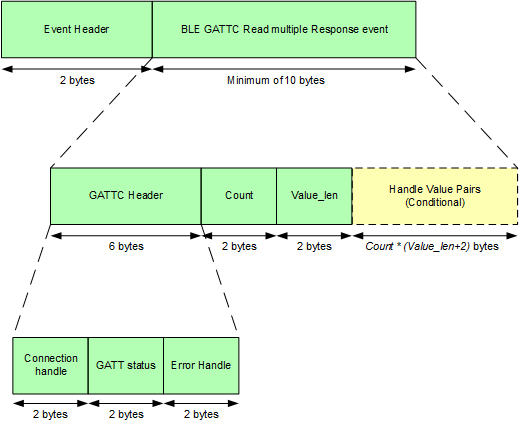 Event Header
BLE GATTC Read multiple Response event
2 bytes
Minimum of 10 bytes
GATTC Header
Count
Value_len
Handle Value Pairs
(Conditional)
6 bytes
2 bytes
2 bytes
Count * (Value_len+2) bytes
Connection
handle
GATT status
Error Handle
2 bytes
2 bytes
2 bytes